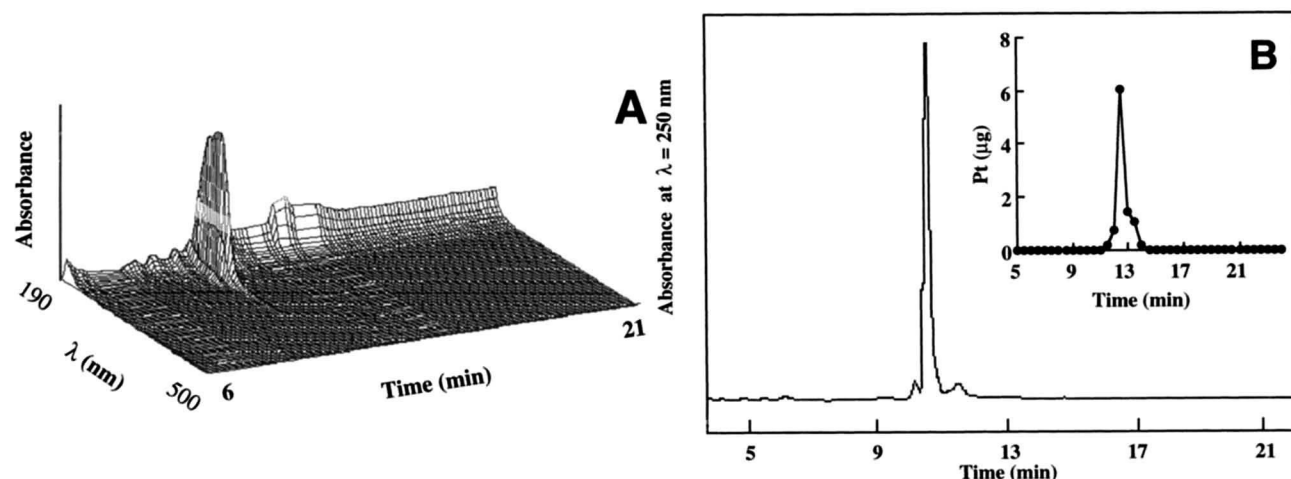 A
Absorbance
190
λ (nm)
500
6
Time (min)
21
B
Absorbance at λ = 250 nm
5 9 13 17 21
Time (min)
Pt (μg)
8
6
4
2
0
5 9 13 17 21
Time (min)